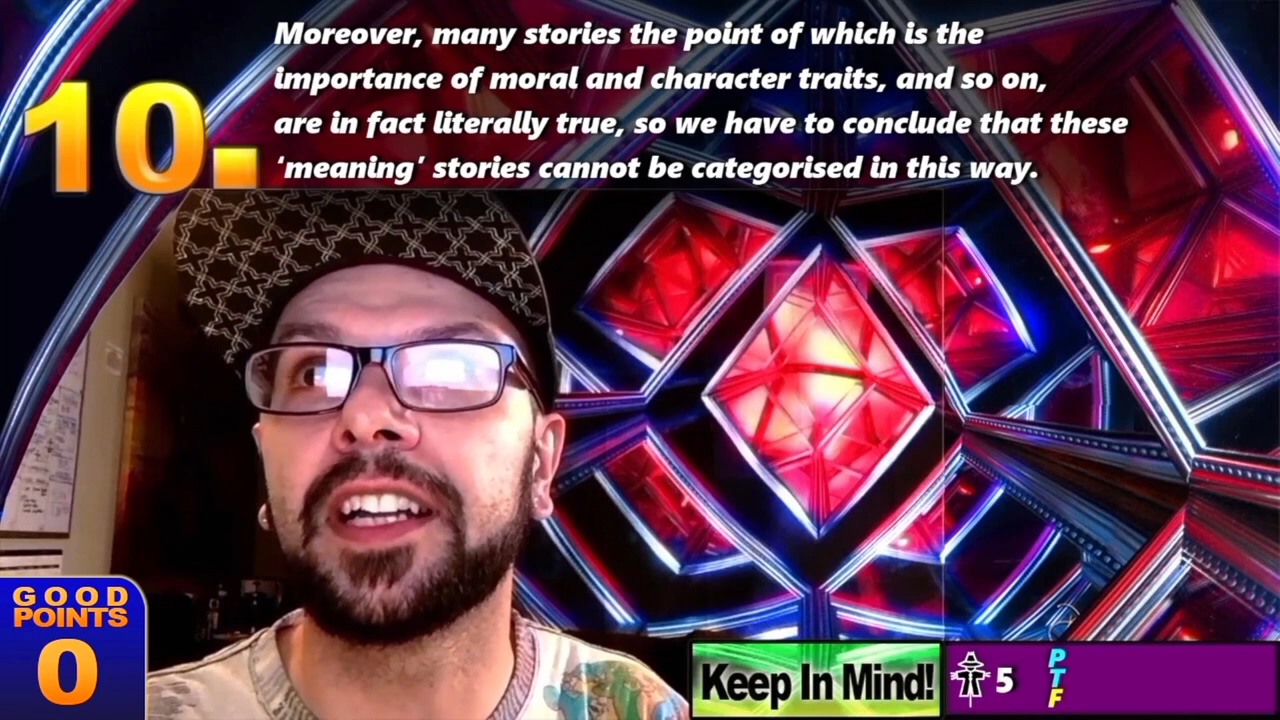 10.
Moreover, many stories the point of which is the
importance of moral and character traits, and so on,
are in fact literally true, so we have to conclude that these
‘meaning’ stories cannot be categorised in this way.
GOOD
POINTS
0
Keep In Mind!
5
P
T
F